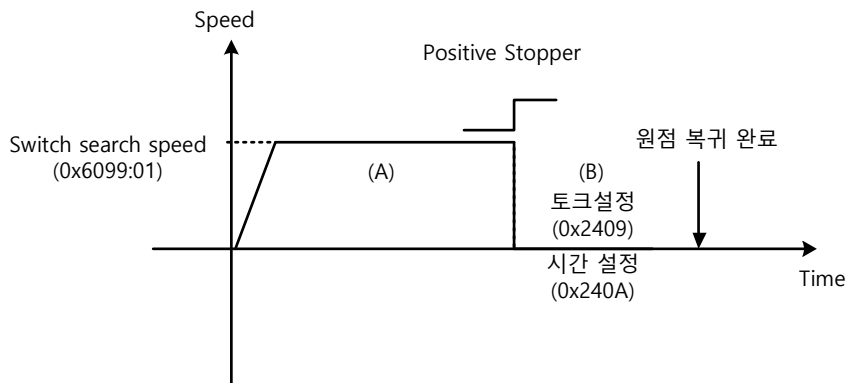 Speed
Positive Stopper
Switch search speed
(0x6099:01)
(A)
(B)
토크설정
(0x2409)
시간 설정
(0x240A)
원점 복귀 완료
Time